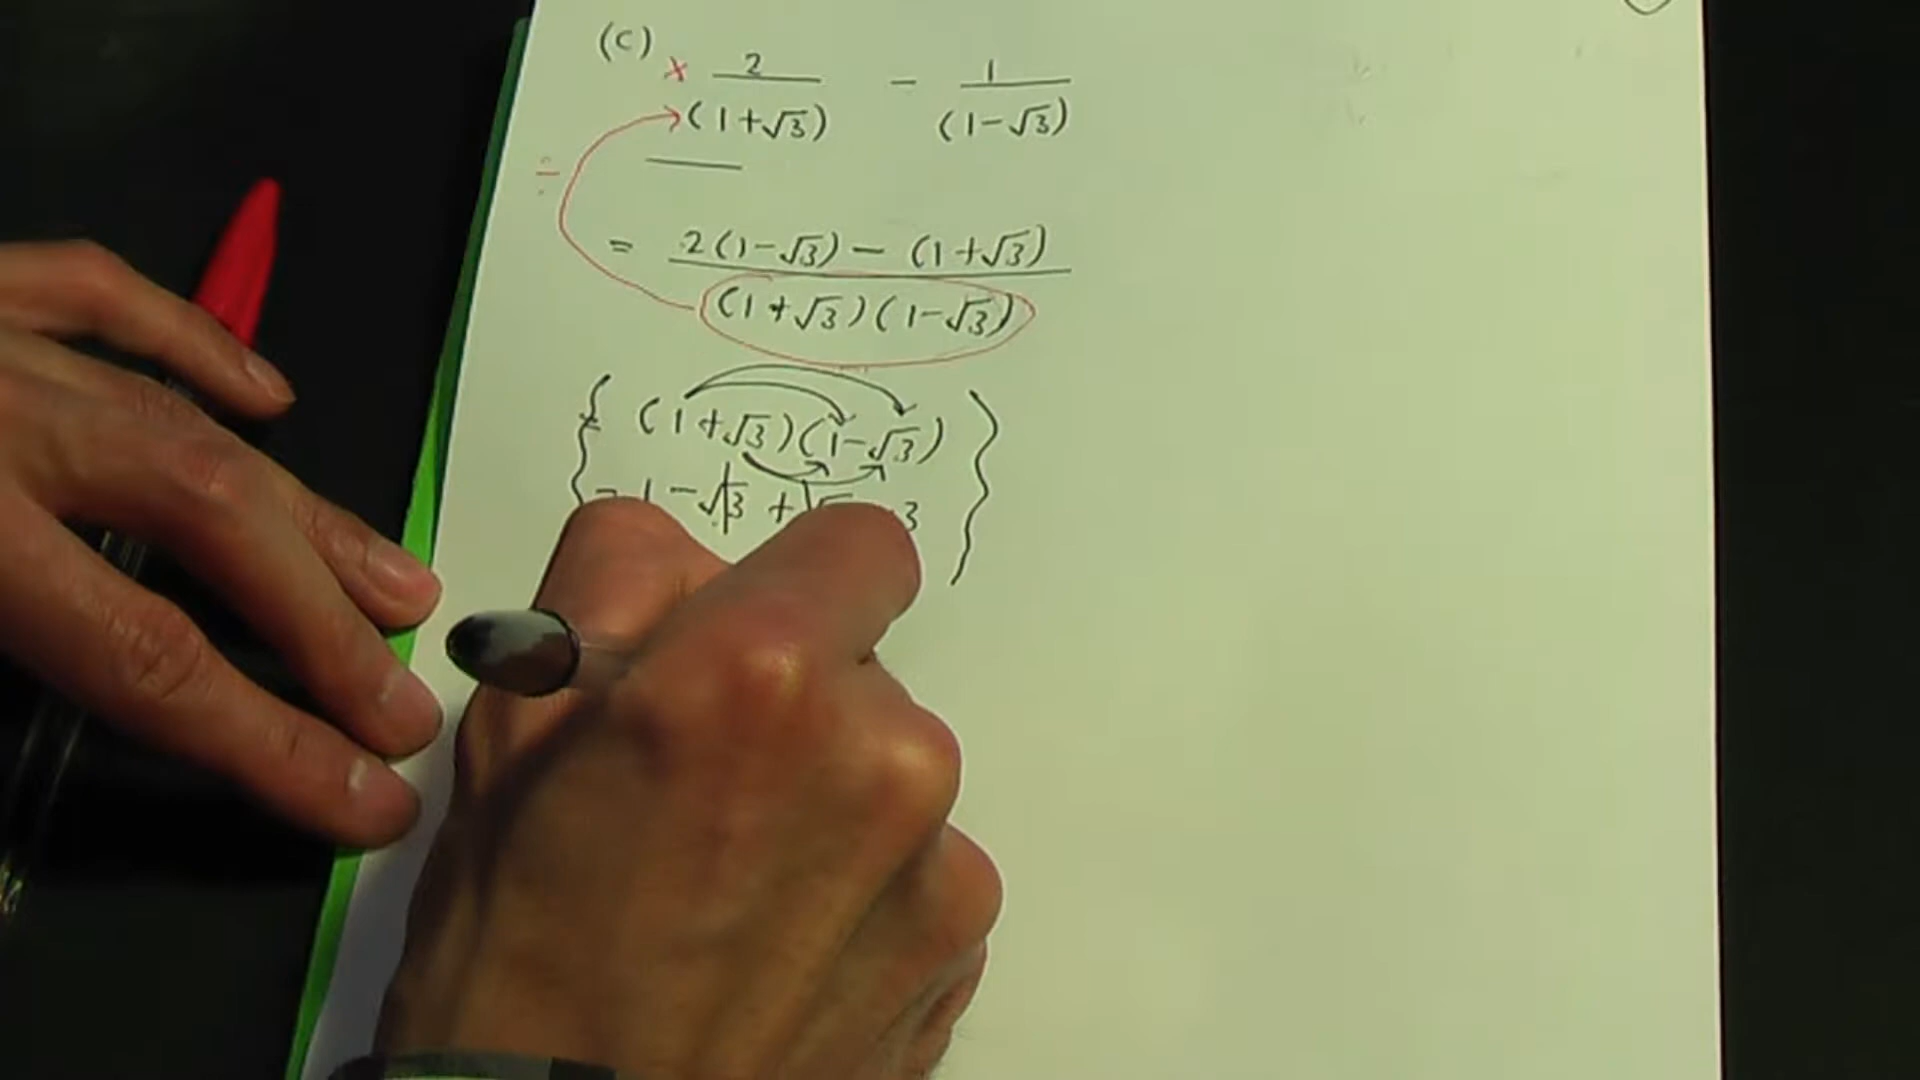 (c) × 2/(1+√3) - 1/(1-√3)
÷
= 2(1-√3) - (1+√3)/(1+√3)(1-√3)
{= (1+√3)(1-√3)}
= 1 - √3 + √ 3